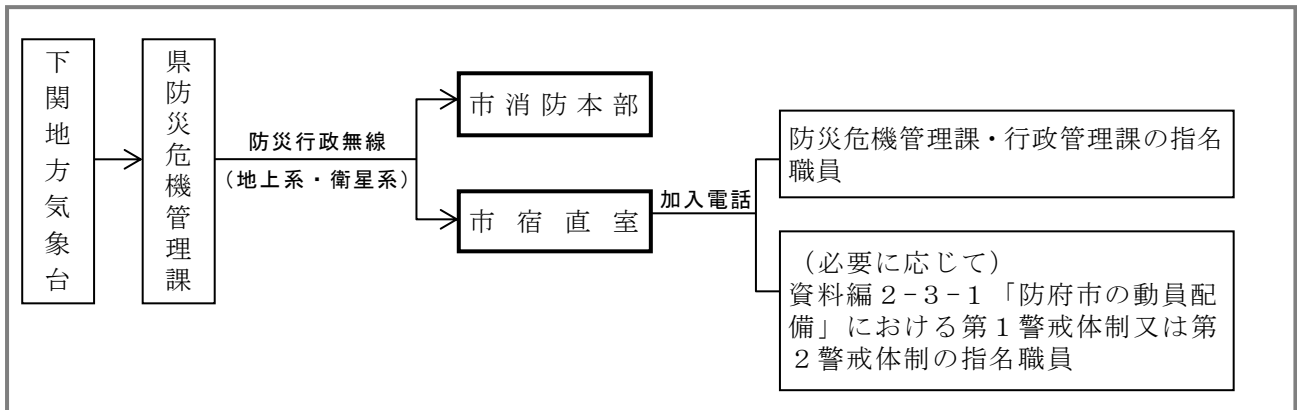 下関地方気象台
県防災危機管理課
防災行政無線
（地上系・衛星系）
市消防本部
市宿直室
加入電話
防災危機管理課・行政管理課の指名
職員
（必要に応じて）
資料編２－３－１「防府市の動員配
備」における第１警戒体制又は第
２警戒体制の指名職員